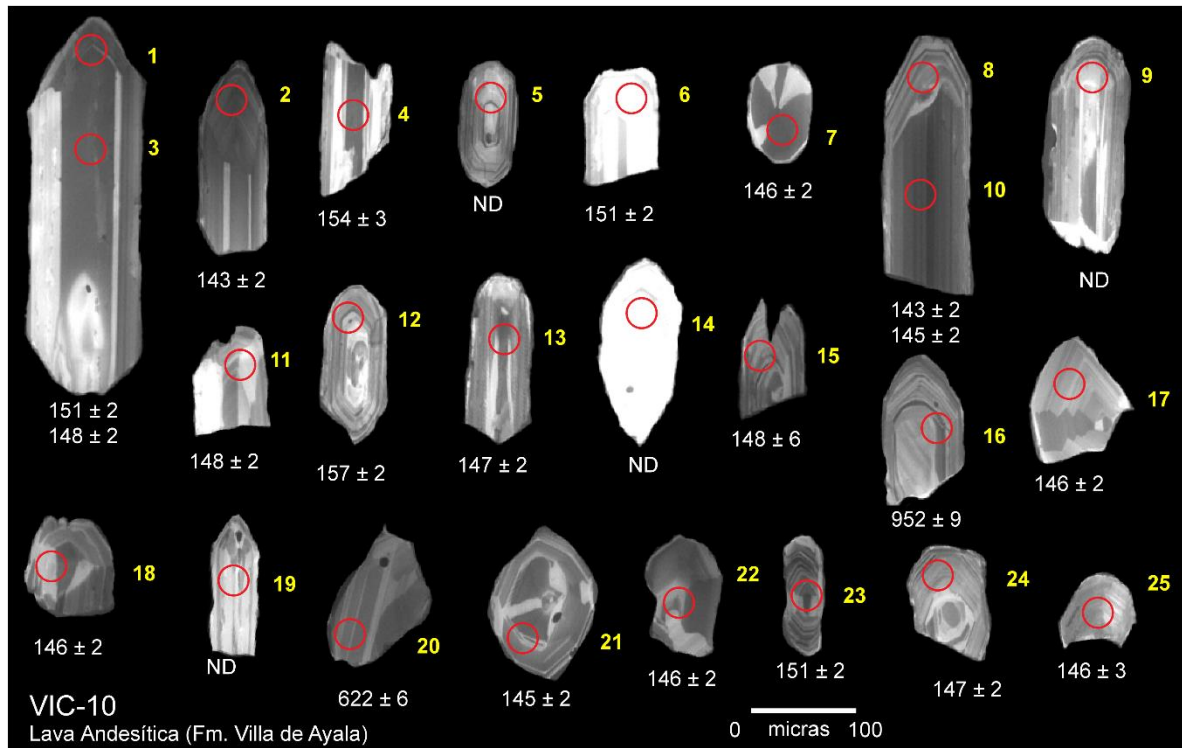 1
2
3
4
5
6
7
8
9
10
154 ± 3
ND
151 ± 2
146 ± 2
143 ± 2
ND
143 ± 2
145 ± 2
11
12
13
14
15
16
17
151 ± 2
148 ± 2
148 ± 2
157 ± 2
147 ± 2
ND
148 ± 6
952 ± 9
146 ± 2
18
19
20
21
22
23
24
25
146 ± 2
ND
622 ± 6
145 ± 2
146 ± 2
151 ± 2
147 ± 2
146 ± 3
VIC-10
Lava Andesítica (Fm. Villa de Ayala)
0 micras 100